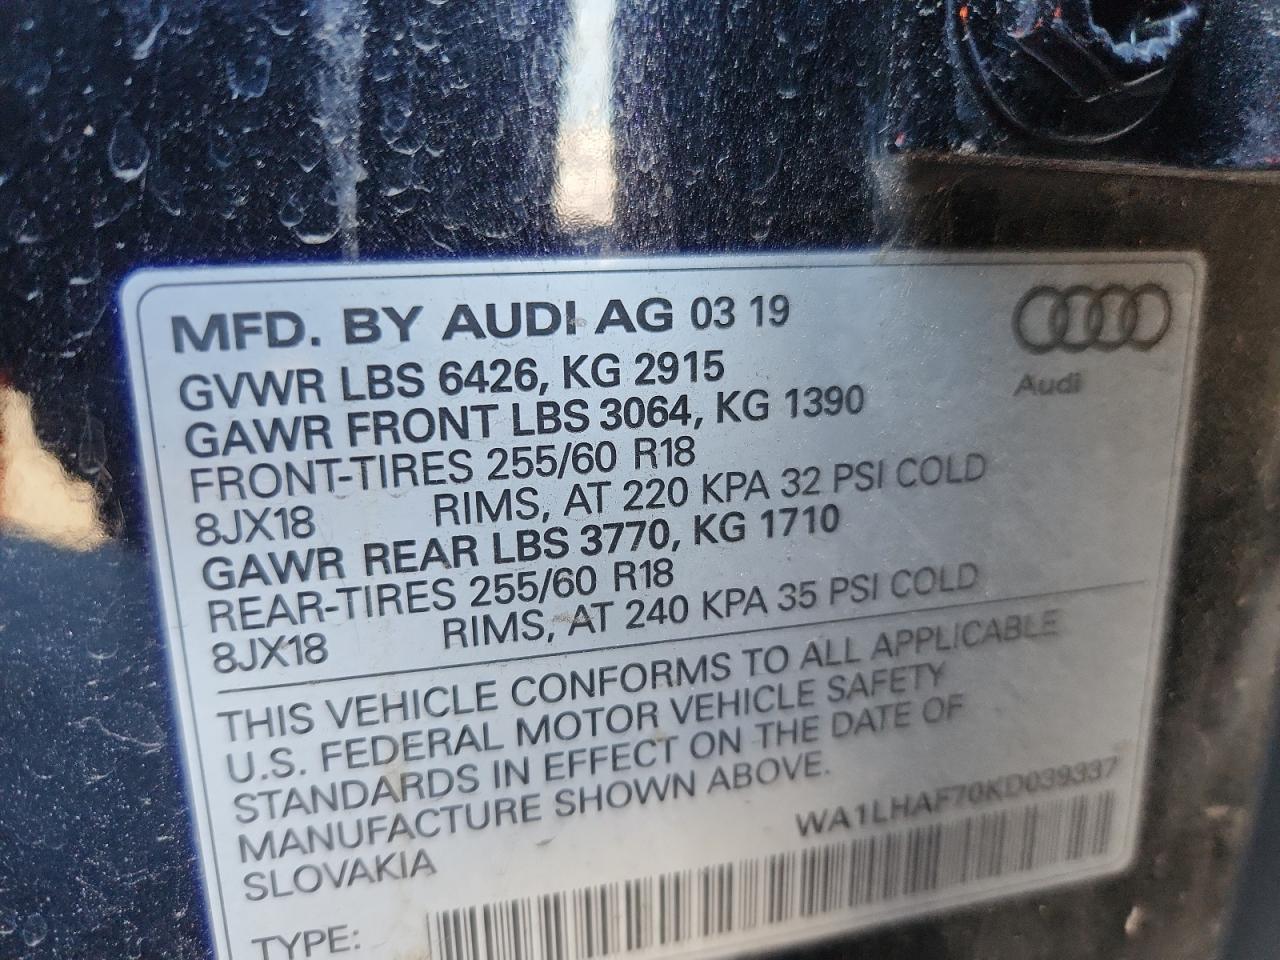 MFD. BY AUDI AG 03 19
Audi
GVWR LBS 6426, KG 2915
GAWR FRONT LBS 3064, KG 1390
FRONT-TIRES 255/60 R18
8JX18 RIMS, AT 220 KPA 32 PSI COLD
GAWR REAR LBS 3770, KG 1710
REAR-TIRES 255/60 R18
8JX18 RIMS, AT 240 KPA 35 PSI COLD
THIS VEHICLE CONFORMS TO ALL APPLICABLE
U.S. FEDERAL MOTOR VEHICLE SAFETY
STANDARDS IN EFFECT ON THE DATE OF
MANUFACTURE SHOWN ABOVE.
SLOVAKIA
WA1LHAF70KD039337
TYPE: